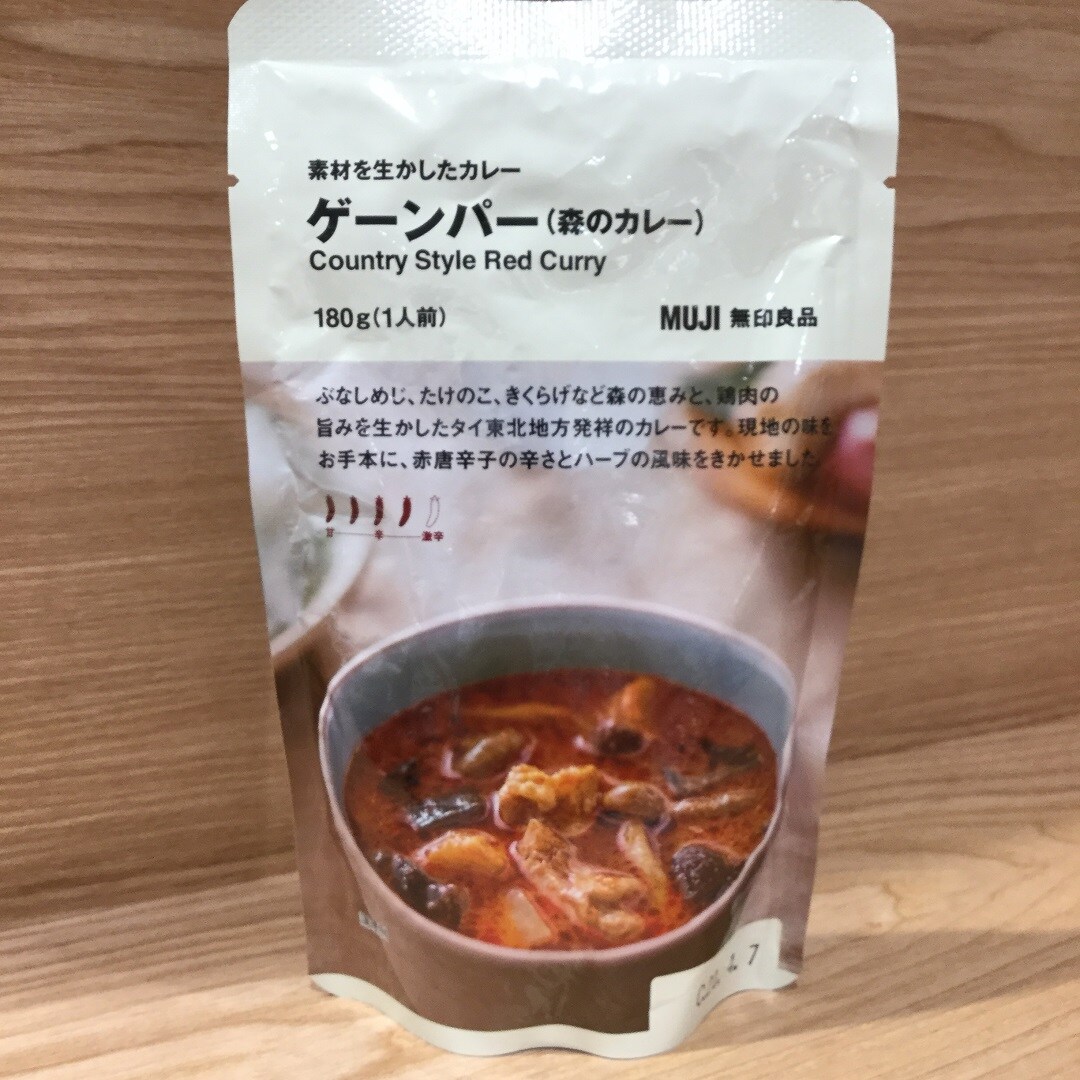 素材を生かしたカレー
ゲーンパー(森のカレー)
Country Style Red Curry
180g(1人前)
MUJI 無印良品
ぶなしめじ、たけのこ、きくらげなど森の恵みと、鶏肉の
旨みを生かしたタイ東北地方発祥のカレーです。現地の味を
お手本に、赤唐辛子の辛さとハーブの風味をきかせました。
甘 辛 激辛